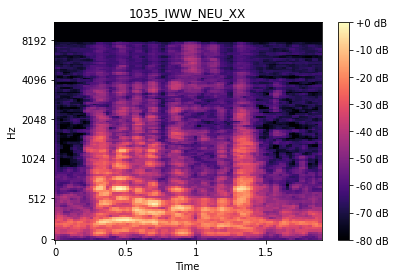 1035_IWW_NEU_XX
+0 dB
8192
-10 dB
4096
-20 dB
-30 dB
2048
Hz
-40 dB
1024
-50 dB
512
-60 dB
-70 dB
0
-80 dB
0 0.5 1 1.5
Time